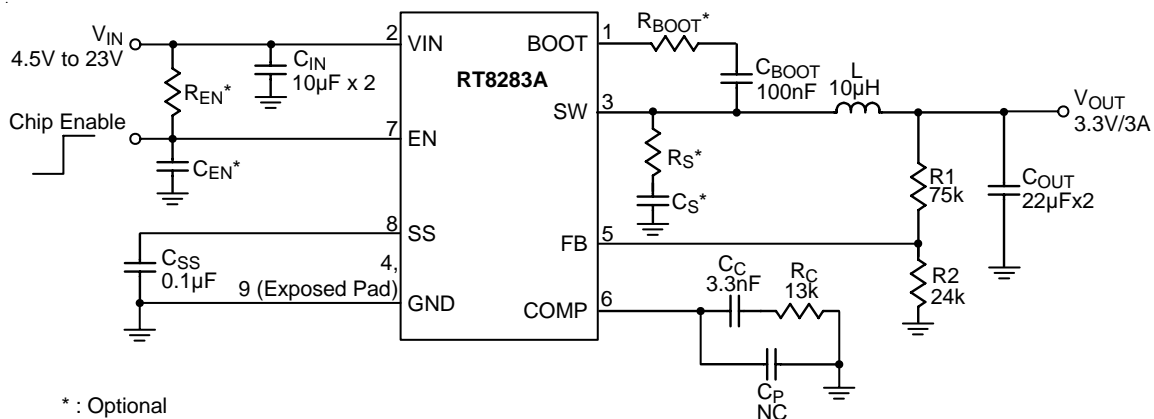 VIN
4.5V to 23V
REN*
CIN
10µF x 2
Chip Enable
CEN*
CSS
0.1µF
2
VIN
7
EN
8
SS
4,
9 (Exposed Pad)
GND
RT8283A
BOOT
1
SW
3
FB
5
COMP
6
RBOOT*
CBOOT
100nF
L
10µH
RS*
CS*
VOUT
3.3V/3A
R1
75k
COUT
22µFx2
R2
24k
CC
3.3nF
RC
13k
CP
NC
* : Optional